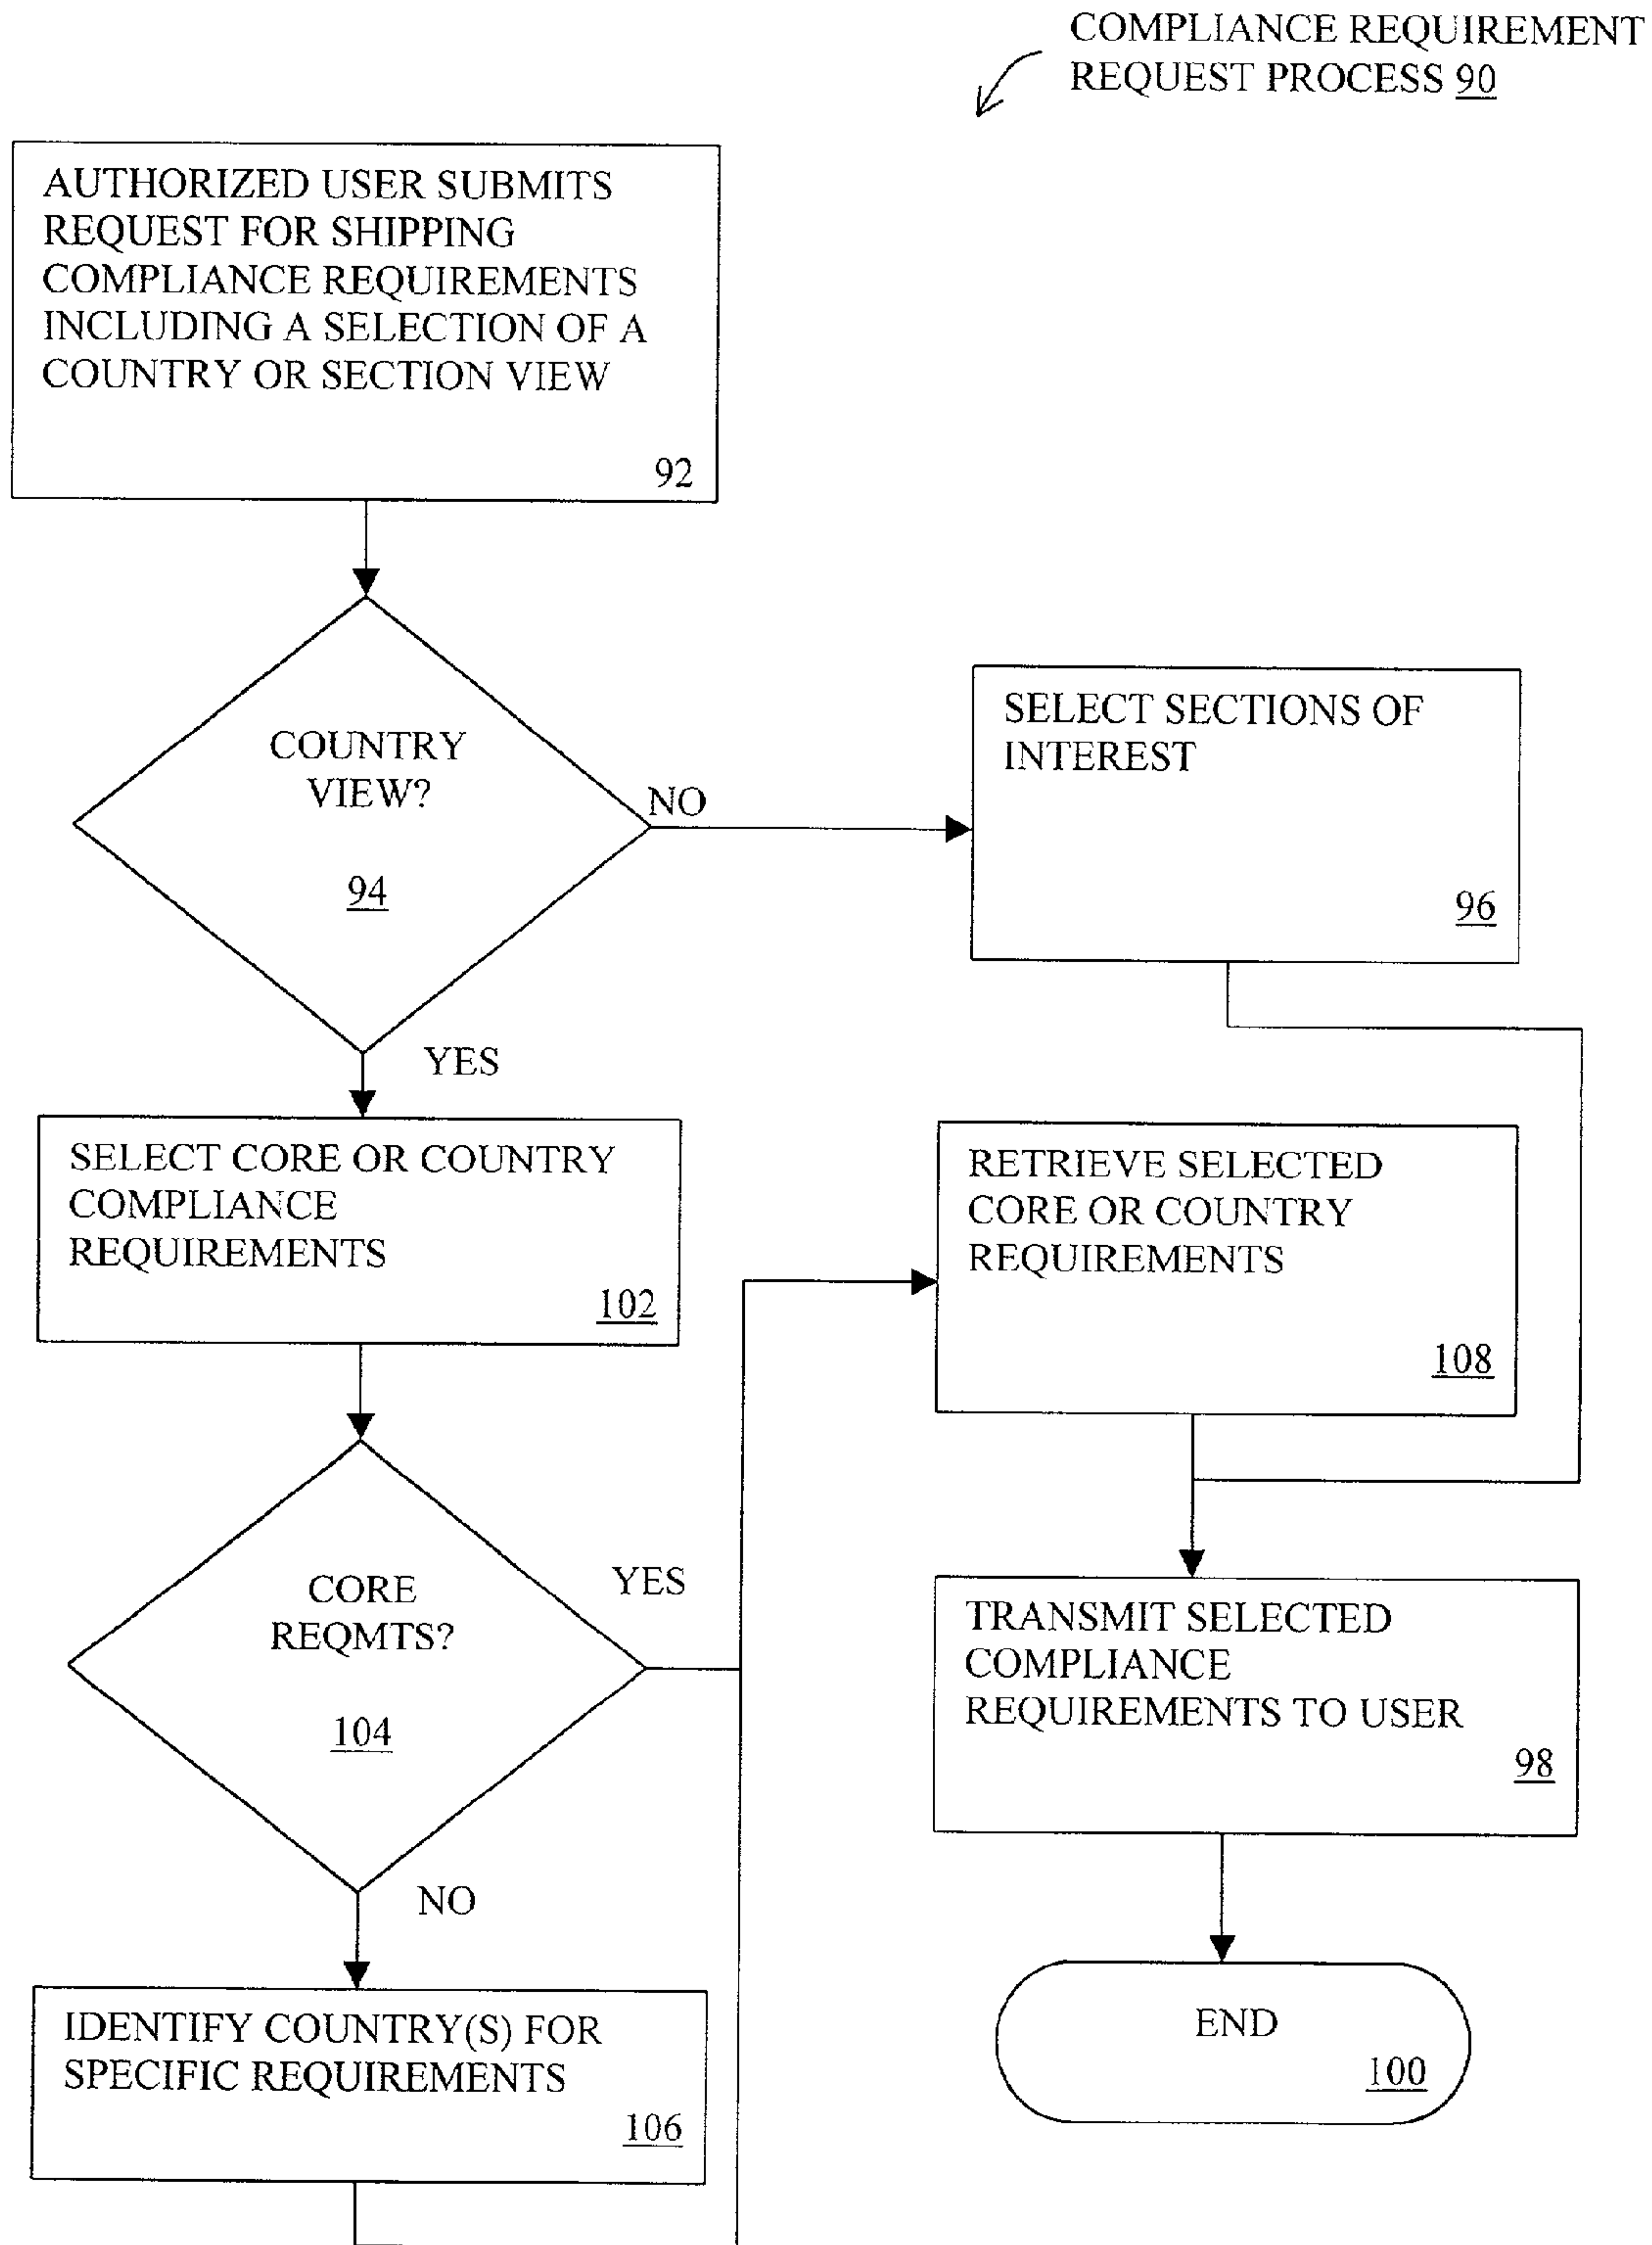 COMPLIANCE REQUIREMENT
REQUEST PROCESS 90
AUTHORIZED USER SUBMITS
REQUEST FOR SHIPPING
COMPLIANCE REQUIREMENTS
INCLUDING A SELECTION OF A
COUNTRY OR SECTION VIEW
92
COUNTRY
VIEW?
94
NO
YES
SELECT SECTIONS OF
INTEREST
96
SELECT CORE OR COUNTRY
COMPLIANCE
REQUIREMENTS
102
RETRIEVE SELECTED
CORE OR COUNTRY
REQUIREMENTS
108
CORE
REQMTS?
104
YES
NO
TRANSMIT SELECTED
COMPLIANCE
REQUIREMENTS TO USER
98
IDENTIFY COUNTRY(S) FOR
SPECIFIC REQUIREMENTS
106
END
100